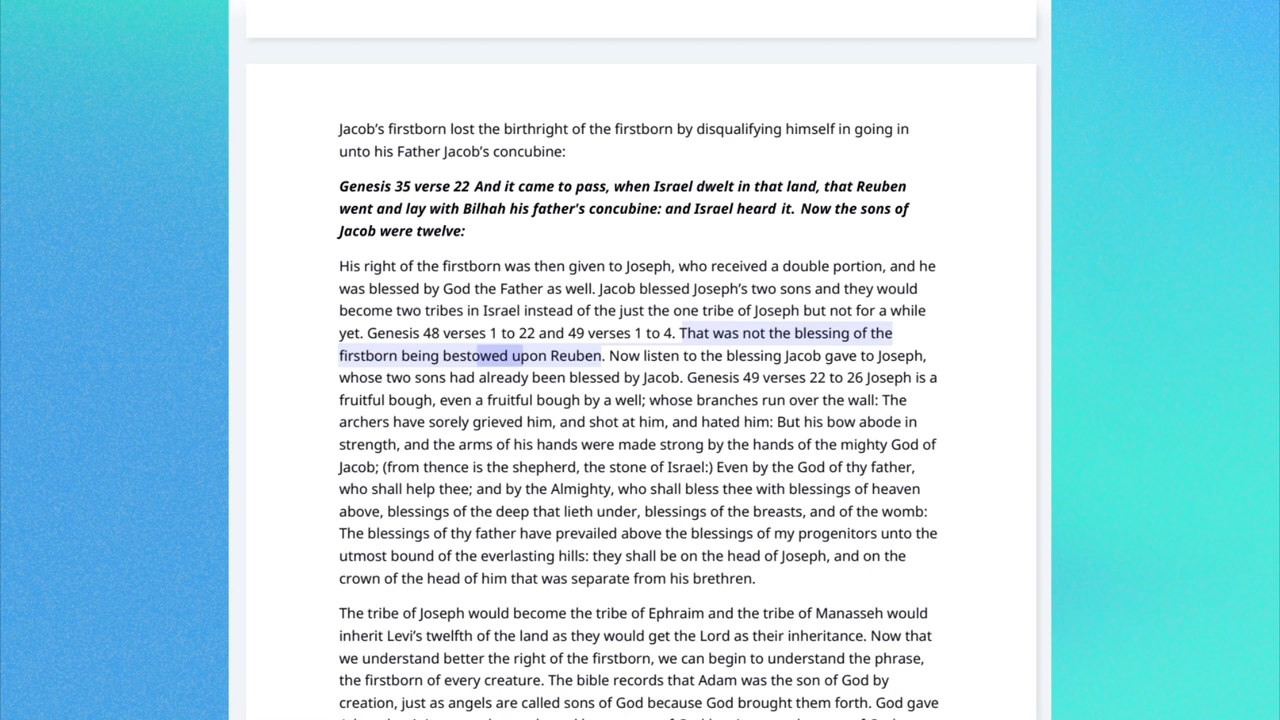 Jacob’s firstborn lost the birthright of the firstborn by disqualifying himself in going in
unto his Father Jacob’s concubine:
Genesis 35 verse 22 And it came to pass, when Israel dwelt in that land, that Reuben
went and lay with Bilhah his father's concubine: and Israel heard it. Now the sons of
Jacob were twelve:
His right of the firstborn was then given to Joseph, who received a double portion, and he
was blessed by God the Father as well. Jacob blessed Joseph’s two sons and they would
become two tribes in Israel instead of the just the one tribe of Joseph but not for a while
yet. Genesis 48 verses 1 to 22 and 49 verses 1 to 4. That was not the blessing of the
firstborn being bestowed upon Reuben. Now listen to the blessing Jacob gave to Joseph,
whose two sons had already been blessed by Jacob. Genesis 49 verses 22 to 26 Joseph is a
fruitful bough, even a fruitful bough by a well; whose branches run over the wall: The
archers have sorely grieved him, and shot at him, and hated him: But his bow abode in
strength, and the arms of his hands were made strong by the hands of the mighty God of
Jacob; (from thence is the shepherd, the stone of Israel:) Even by the God of thy father,
who shall help thee; and by the Almighty, who shall bless thee with blessings of heaven
above, blessings of the deep that lieth under, blessings of the breasts, and of the womb:
The blessings of thy father have prevailed above the blessings of my progenitors unto the
utmost bound of the everlasting hills: they shall be on the head of Joseph, and on the
crown of the head of him that was separate from his brethren.
The tribe of Joseph would become the tribe of Ephraim and the tribe of Manasseh would
inherit Levi’s twelfth of the land as they would get the Lord as their inheritance. Now that
we understand better the right of the firstborn, we can begin to understand the phrase,
the firstborn of every creature. The bible records that Adam was the son of God by
creation, just as angels are called sons of God because God brought them forth. God gave